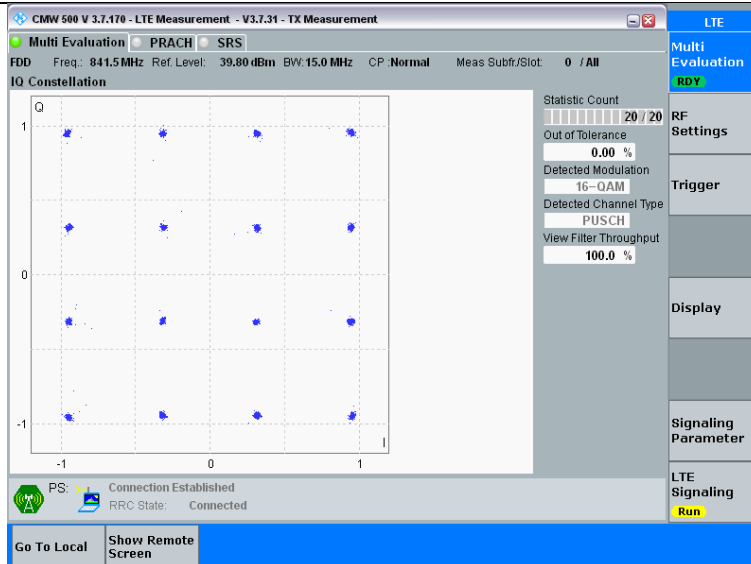 CMW 500 V 3.7.170 - LTE Measurement - V3.7.31 - TX Measurement
LTE
Multi Evaluation PRACH SRS
Multi
Evaluation
RDY
FDD Freq.: 841.5 MHz Ref. Level: 39.80 dBm BW: 15.0 MHz CP :Normal Meas Subfr./Slot: 0 / All
IQ Constellation
Q
1
0
-1
-1 0 1
I
Statistic Count
20 / 20
Out of Tolerance
0.00 %
Detected Modulation
16-QAM
Detected Channel Type
PUSCH
View Filter Throughput
100.0 %
RF
Settings
Trigger
Display
Signaling
Parameter
LTE
Signaling
Run
PS: Connection Established
RRC State: Connected
Go To Local
Show Remote
Screen